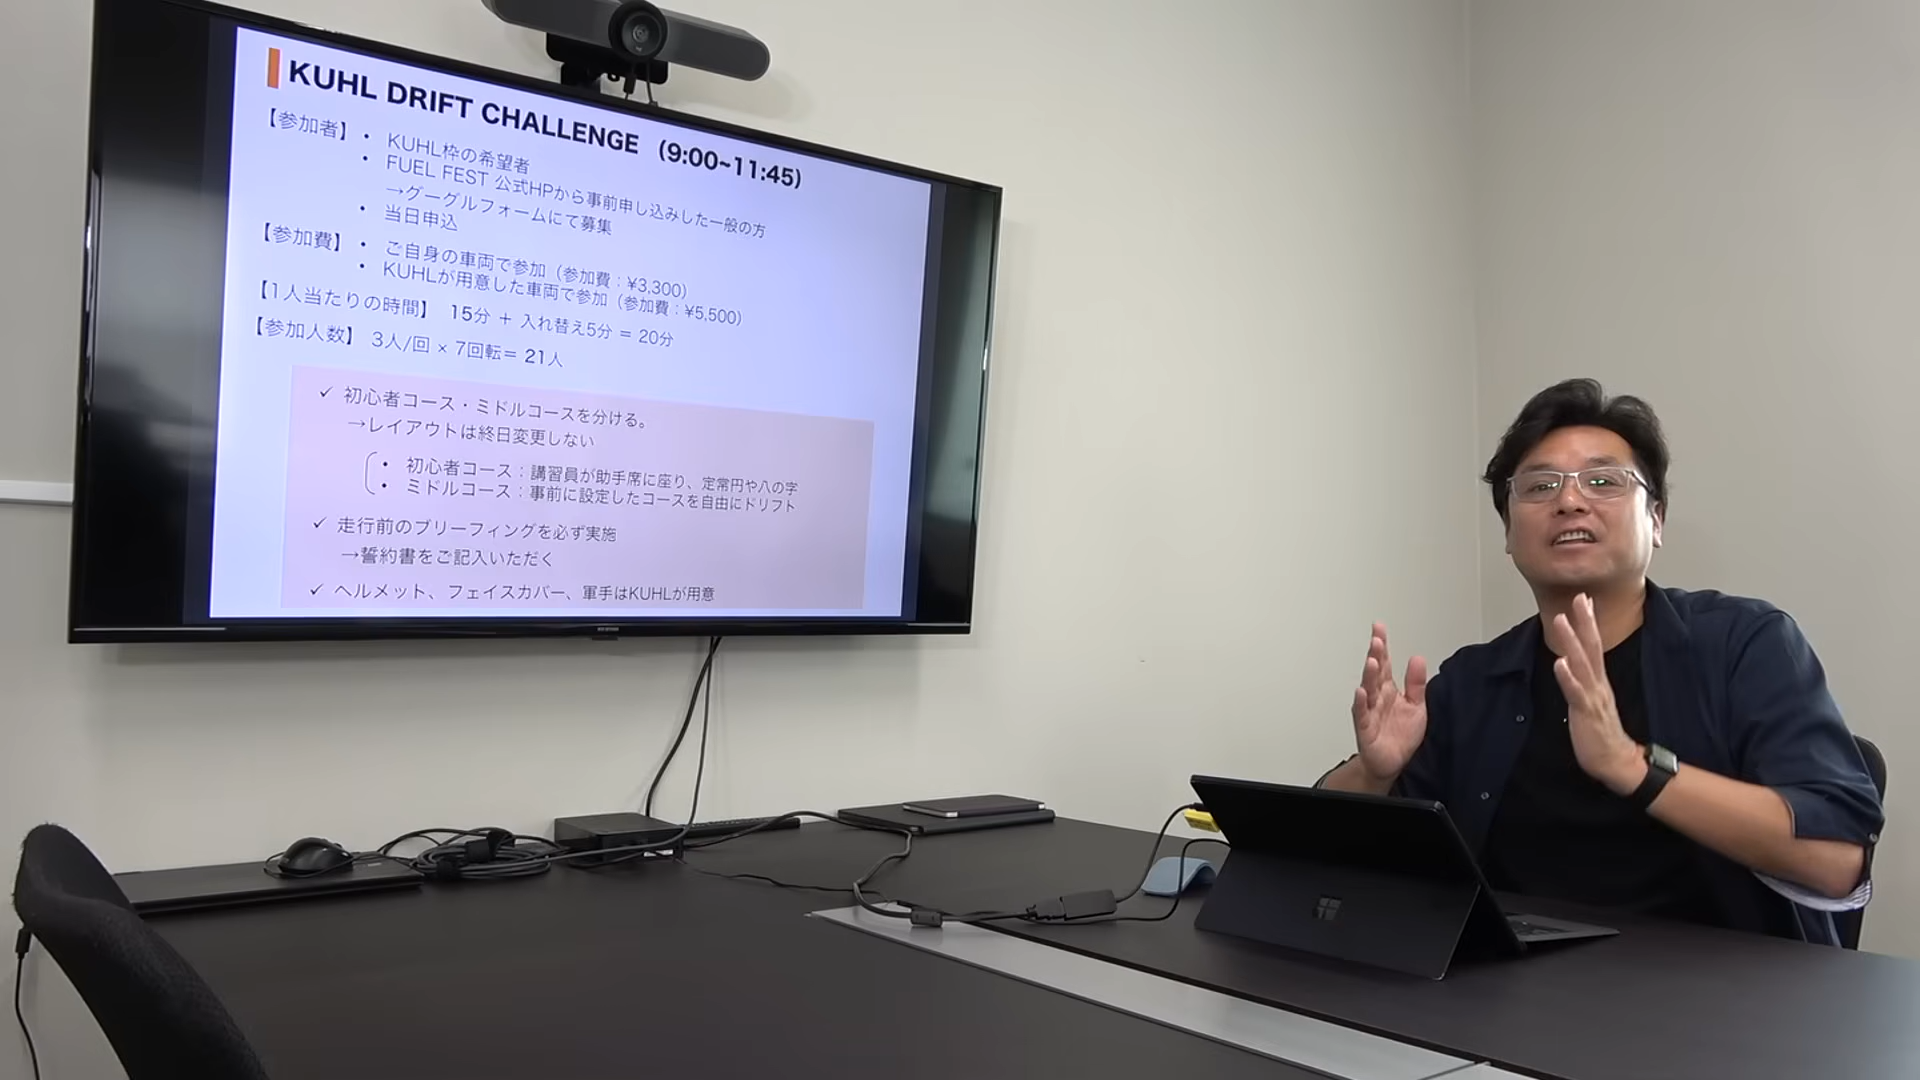 KUHL DRIFT CHALLENGE (9:00~11:45)
【参加者】・ KUHL枠の希望者
・ FUEL FEST 公式HPから事前申し込みした一般の方
→グーグルフォームにて募集
・ 当日申込
【参加費】・ ご自身の車両で参加（参加費：¥3,300）
・ KUHLが用意した車両で参加（参加費：¥5,500）
【1人当たりの時間】 15分 + 入れ替え5分 = 20分
【参加人数】 3人/回 × 7回転= 21人
✓ 初心者コース・ミドルコースを分ける。
→レイアウトは終日変更しない
・ 初心者コース：講習員が助手席に座り、定常円や八の字
・ ミドルコース：事前に設定したコースを自由にドリフト
✓ 走行前のブリーフィングを必ず実施
→誓約書をご記入いただく
✓ ヘルメット、フェイスカバー、軍手はKUHLが用意